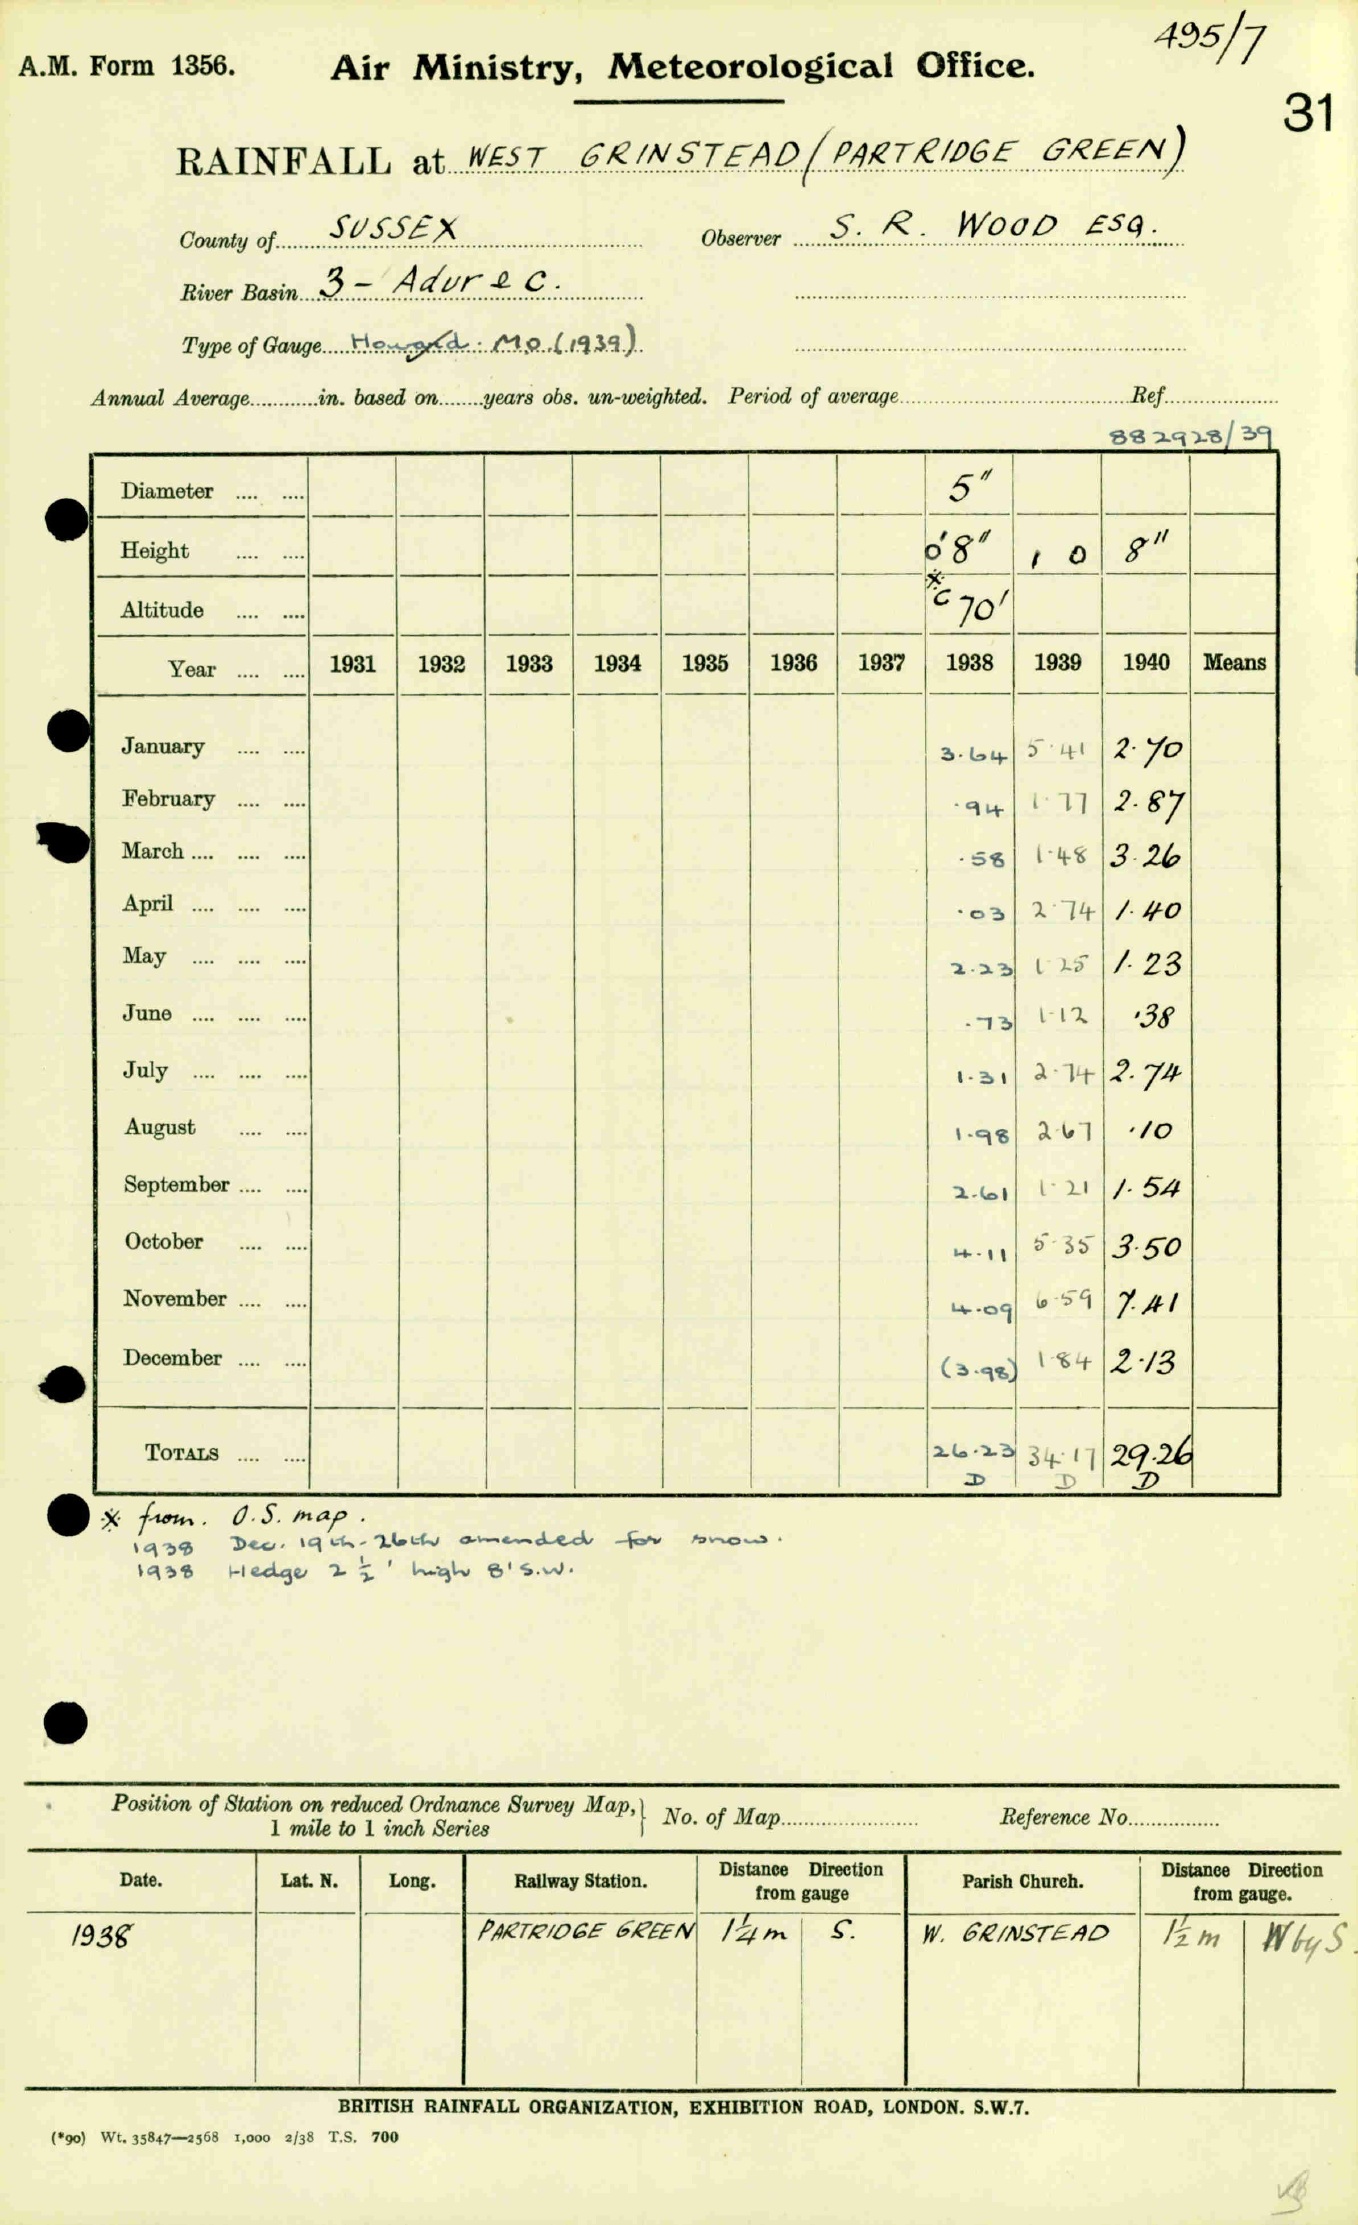 495/7
A.M. Form 1356. Air Ministry, Meteorological Office.
31
RAINFALL at WEST GRINSTEAD (PARTRIDGE GREEN)
County of SUSSEX Observer S. R. WOOD ESQ.
River Basin 3 - Adur & C.
Type of Gauge Howard. M.O. (1939)
Annual Average............in. based on........years obs. un-weighted. Period of average............Ref............
882928/39
Diameter .... .... 5"
Height .... .... 0'8" 1 0 8"
Altitude .... .... * c 70'
Year .... .... 1931 1932 1933 1934 1935 1936 1937 1938 1939 1940 Means
January .... .... 3.64 5.41 2.70
February .... .... .94 1.77 2.87
March .... .... .... .58 1.48 3.26
April .... .... .... .03 2.74 1.40
May .... .... .... 2.23 1.25 1.23
June .... .... .... .73 1.12 .38
July .... .... .... 1.31 2.74 2.74
August .... .... 1.98 2.67 .10
September .... .... 2.61 1.21 1.54
October .... .... 4.11 5.35 3.50
November .... .... 4.09 6.59 7.41
December .... .... (3.98) 1.84 2.13
TOTALS .... .... 26.23 34.17 29.26
D D D
* from. O.S. map.
1938 Dec. 19th-26th amended for snow.
1938 Hedge 2 1/2' high 8' S.W.
Position of Station on reduced Ordnance Survey Map, } No. of Map............ Reference No............
1 mile to 1 inch Series
Date. Lat. N. Long. Railway Station. Distance Direction from gauge Parish Church. Distance Direction from gauge.
1938 PARTRIDGE GREEN 1 1/4 m S. W. GRINSTEAD 1 1/2 m W by S.
BRITISH RAINFALL ORGANIZATION, EXHIBITION ROAD, LONDON. S.W.7.
(*90) Wt. 35847—2568 1,000 2/38 T.S. 700